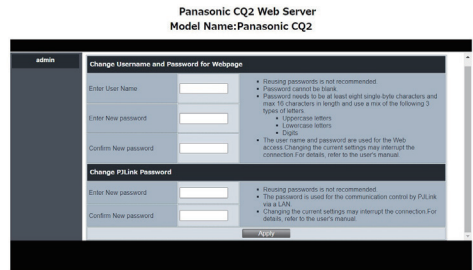 Panasonic CQ2 Web Server
Model Name:Panasonic CQ2
admin
Change Username and Password for Webpage
Enter User Name
Enter New password
Confirm New password
Reusing passwords is not recommended.
Password cannot be blank.
Password needs to be at least eight single-byte characters and
max 16 characters in length and use a mix of the following 3
types of letters
Uppercase letters
Lowercase letters
Digits
The user name and password are used for the Web
access.Changing the current settings may interrupt the
connection.For details, refer to the user's manual.
Change PJLink Password
Enter New password
Confirm New password
Reusing passwords is not recommended.
The password is used for the communication control by PJLink
via a LAN.
Changing the current settings may interrupt the connection.For
details, refer to the user's manual.
Apply